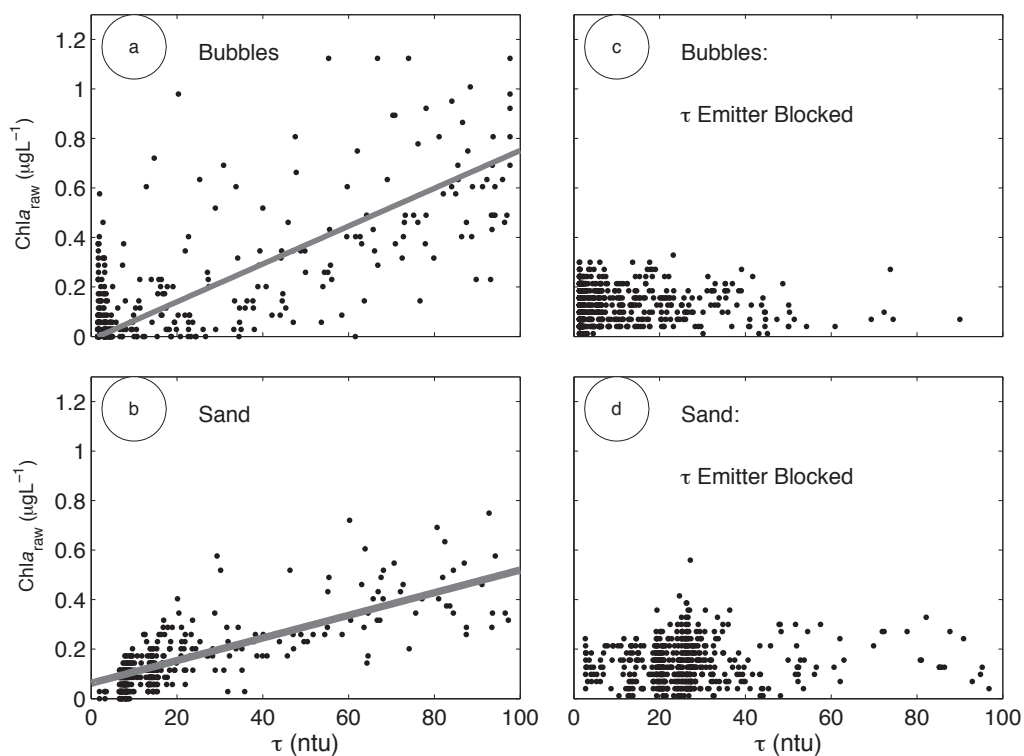 a
Bubbles
1.2
1
0.8
0.6
0.4
0.2
0
Chlaraw (μgL−1)
c
Bubbles:
τ Emitter Blocked
b
Sand
1.2
1
0.8
0.6
0.4
0.2
0
Chlaraw (μgL−1)
0 20 40 60 80 100
τ (ntu)
d
Sand:
τ Emitter Blocked
0 20 40 60 80 100
τ (ntu)